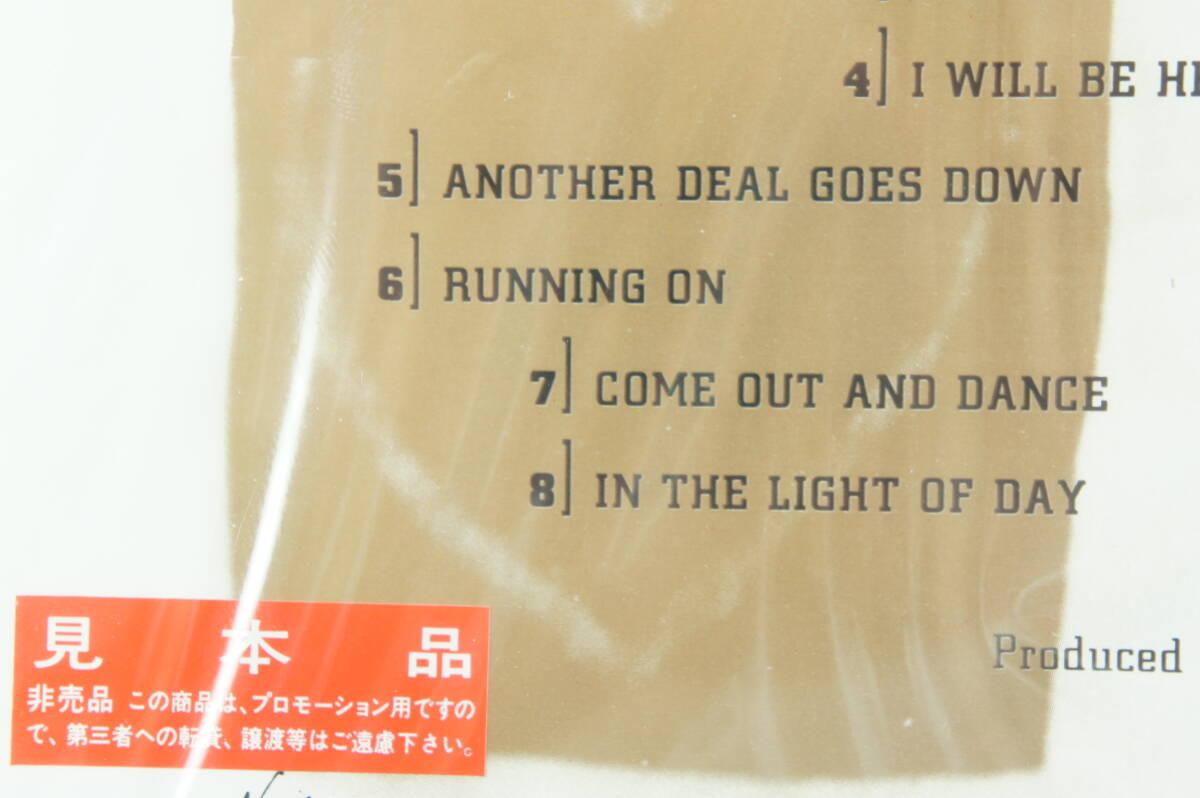 4] I WILL BE
5] ANOTHER DEAL GOES DOWN
6] RUNNING ON
7] COME OUT AND DANCE
8] IN THE LIGHT OF DAY
Produced
見本品
非売品 この商品は、プロモーション用ですの
で、第三者への転売、譲渡等はご遠慮下さい。